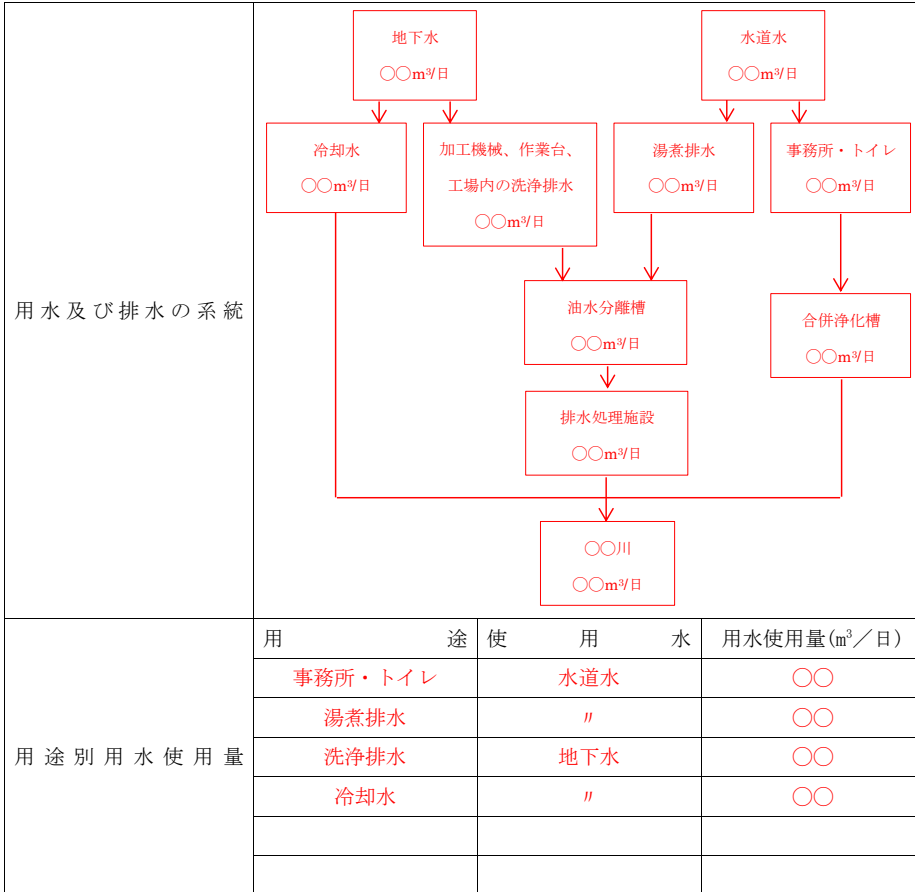 用水及び排水の系統
地下水
○○m³/日
水道水
○○m³/日
冷却水
○○m³/日
加工機械、作業台、
工場内の洗浄排水
○○m³/日
湯煮排水
○○m³/日
事務所・トイレ
○○m³/日
油水分離槽
○○m³/日
合併浄化槽
○○m³/日
排水処理施設
○○m³/日
○○川
○○m³/日
用途別用水使用量
用途 使用水 用水使用量(m³／日)
事務所・トイレ 水道水 ○○
湯煮排水 〃 ○○
洗浄排水 地下水 ○○
冷却水 〃 ○○